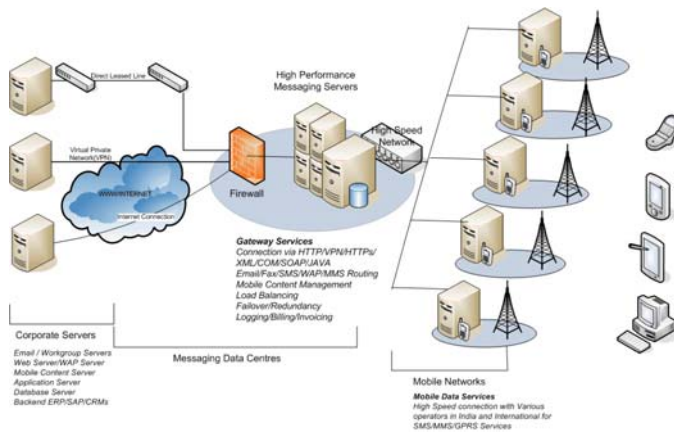 Direct Leased Line
High Performance
Messaging Servers
High Speed
Network
Virtual Private
Network(VPN)
WWW/INTERNET
Internet Connection
Firewall
Gateway Services
Connection via HTTP/VPN/HTTPs/
XML/COM/SOAP/JAVA
Email/Fax/SMS/WAP/MMS Routing
Mobile Content Management
Load Balancing
Failover/Redundancy
Logging/Billing/Invoicing
Corporate Servers
Email / Workgroup Servers
Web Server/WAP Server
Mobile Content Server
Application Server
Database Server
Backend ERP/SAP/CRMs
Messaging Data Centres
Mobile Networks
Mobile Data Services
High Speed connection with Various
operators in India and International for
SMS/MMS/GPRS Services